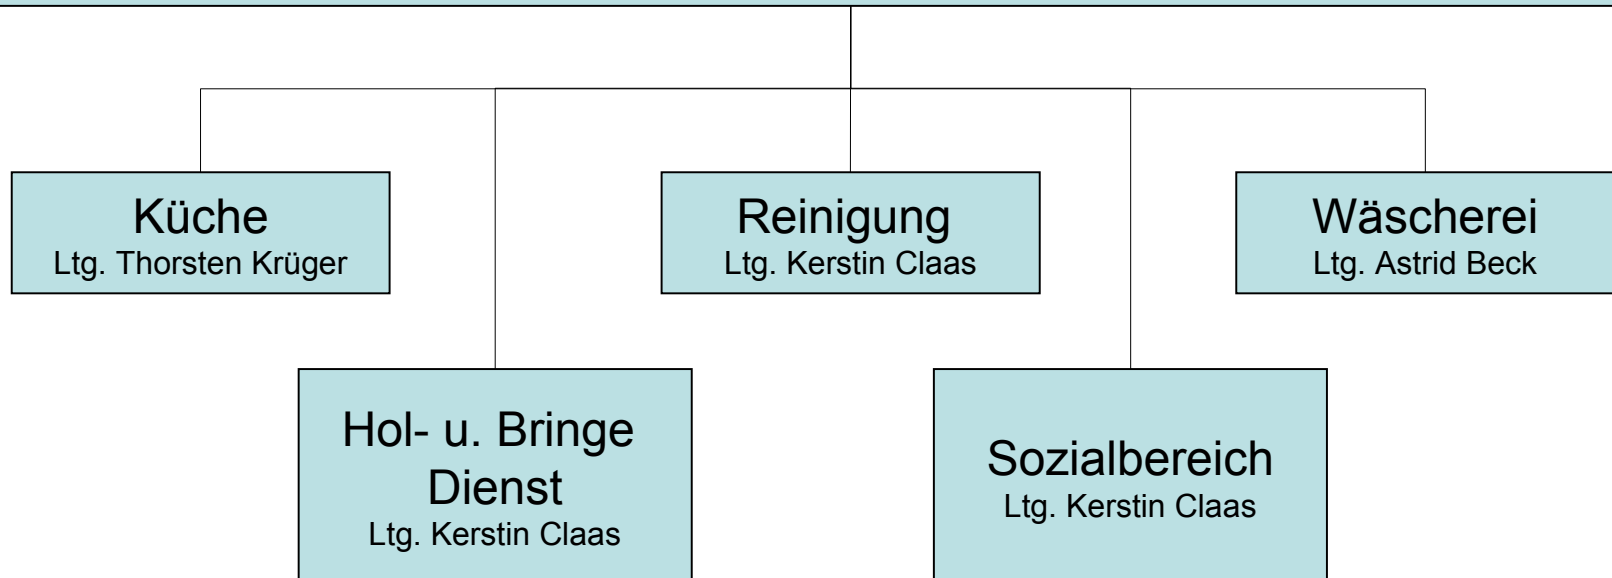 Küche
Ltg. Thorsten Krüger
Reinigung
Ltg. Kerstin Claas
Wäscherei
Ltg. Astrid Beck
Hol- u. Bringe
Dienst
Ltg. Kerstin Claas
Sozialbereich
Ltg. Kerstin Claas